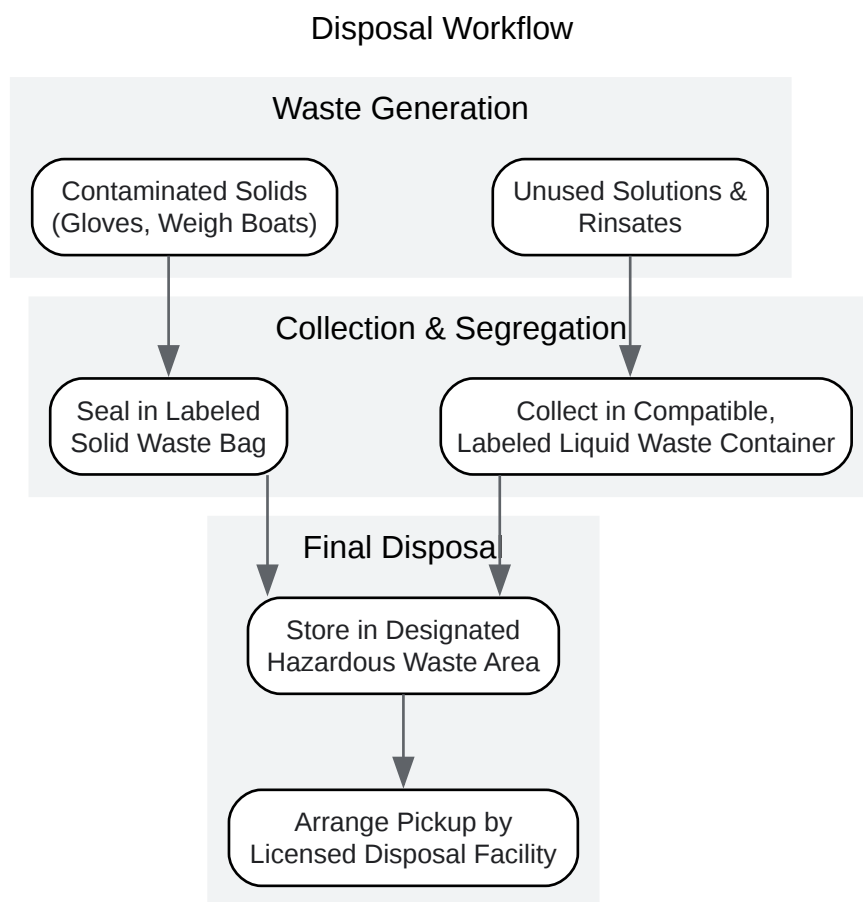 Disposal Workflow
Waste Generation
Contaminated Solids
(Gloves, Weigh Boats)
Unused Solutions &
Rinsates
Collection & Segregation
Seal in Labeled
Solid Waste Bag
Collect in Compatible,
Labeled Liquid Waste Container
Final Disposal
Store in Designated
Hazardous Waste Area
Arrange Pickup by
Licensed Disposal Facility